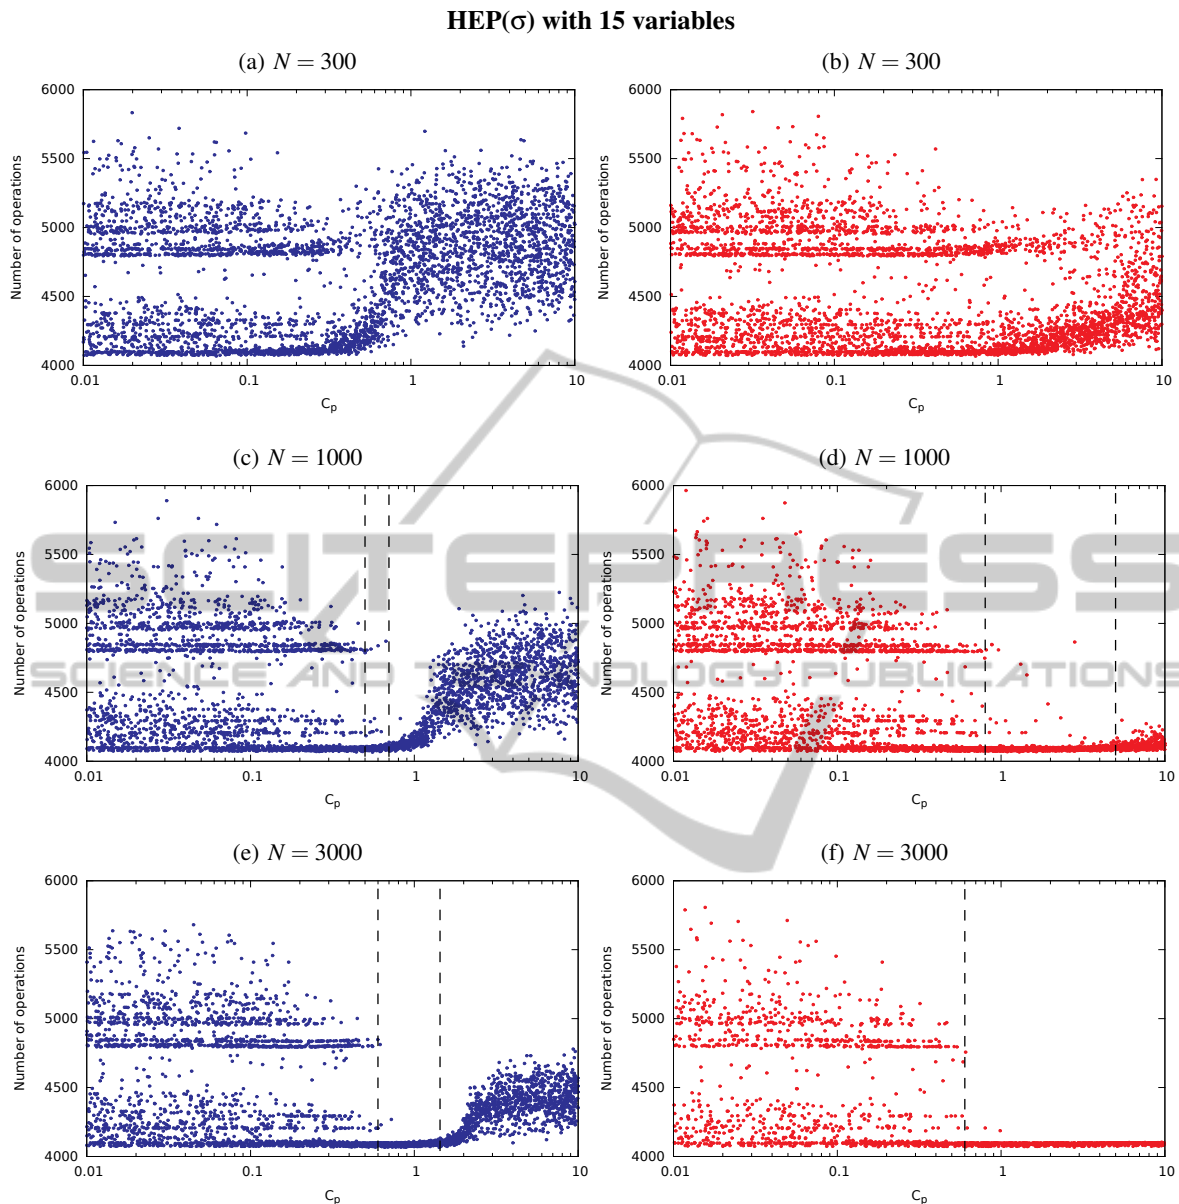 HEP(σ) with 15 variables
(a) N = 300
6000
5500
5000
4500
4000
Number of operations
0.01
0.1
1
10
Cp
(b) N = 300
6000
5500
5000
4500
4000
Number of operations
0.01
0.1
1
10
Cp
(c) N = 1000
6000
5500
5000
4500
4000
Number of operations
0.01
0.1
1
10
Cp
(d) N = 1000
6000
5500
5000
4500
4000
Number of operations
0.01
0.1
1
10
Cp
SCITEPRESS
SCIENCE AND TECHNOLOGY PUBLICATIONS
(e) N = 3000
6000
5500
5000
4500
4000
Number of operations
0.01
0.1
1
10
Cp
(f) N = 3000
6000
5500
5000
4500
4000
Number of operations
0.01
0.1
1
10
Cp